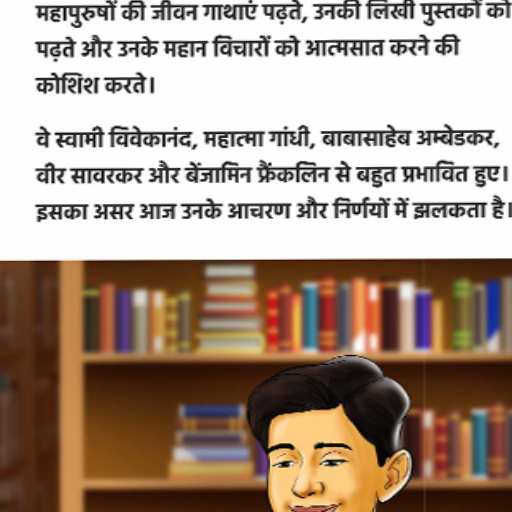 महापुरुषों की जीवन गाथाएं पढ़ते, उनकी लिखी पुस्तकों को
पढ़ते और उनके महान विचारों को आत्मसात करने की
कोशिश करते।
वे स्वामी विवेकानंद, महात्मा गांधी, बाबासाहेब अम्बेडकर,
वीर सावरकर और बेंजामिन फ्रैंकलिन से बहुत प्रभावित हुए।
इसका असर आज उनके आचरण और निर्णयों में झलकता है।